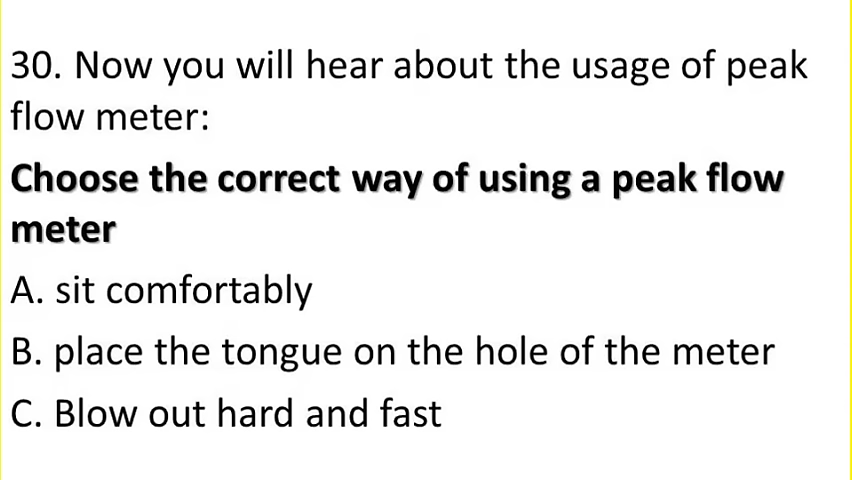 30. Now you will hear about the usage of peak
flow meter:
Choose the correct way of using a peak flow
meter
A. sit comfortably
B. place the tongue on the hole of the meter
C. Blow out hard and fast